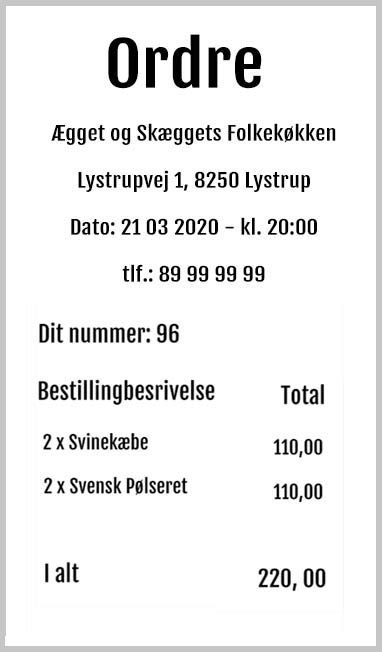 Ordre
Ægget og Skæggets Folkekøkken
Lystrupvej 1, 8250 Lystrup
Dato: 21 03 2020 - kl. 20:00
tlf.: 89 99 99 99
Dit nummer: 96
Bestillingbesrivelse Total
2 x Svinekæbe 110,00
2 x Svensk Pølseret 110,00
I alt 220, 00